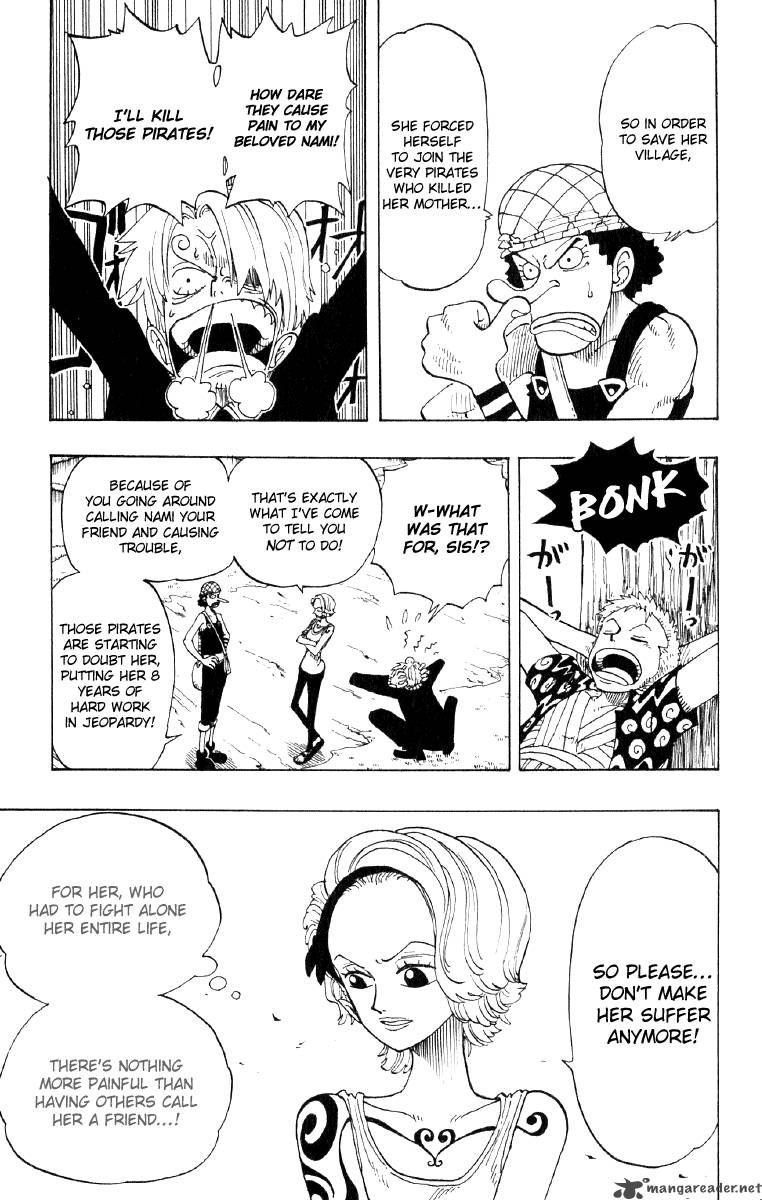 SO IN ORDER
TO SAVE HER
VILLAGE,
SHE FORCED
HERSELF
TO JOIN THE
VERY PIRATES
WHO KILLED
HER MOTHER...
HOW DARE
THEY CAUSE
PAIN TO MY
BELOVED NAMI!
I'LL KILL
THOSE PIRATES!
BONK
W-WHAT
WAS THAT
FOR, SIS!?
THAT'S EXACTLY
WHAT I'VE COME
TO TELL YOU
NOT TO DO!
BECAUSE OF
YOU GOING AROUND
CALLING NAMI YOUR
FRIEND AND CAUSING
TROUBLE,
THOSE PIRATES
ARE STARTING
TO DOUBT HER,
PUTTING HER 8
YEARS OF
HARD WORK
IN JEOPARDY!
SO PLEASE...
DON'T MAKE
HER SUFFER
ANYMORE!
FOR HER, WHO
HAD TO FIGHT ALONE
HER ENTIRE LIFE,
THERE'S NOTHING
MORE PAINFUL THAN
HAVING OTHERS CALL
HER A FRIEND...!
mangareader.net